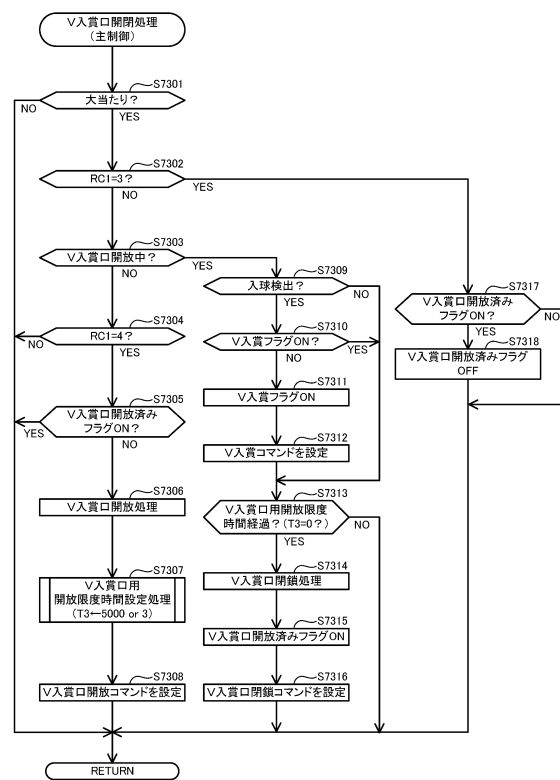 V入賞口開閉処理
(主制御)
S7301
大当たり?
NO
YES
S7302
RC1=3?
YES
NO
S7303
V入賞口開放中?
YES
NO
S7304
RC1=4?
NO
YES
S7305
V入賞口開放済み
フラグON?
YES
NO
S7306
V入賞口開放処理
S7307
V入賞口用
開放限度時間設定処理
(T3←5000 or 3)
S7308
V入賞口開放コマンドを設定
S7309
入球検出?
NO
YES
S7310
V入賞フラグON?
YES
NO
S7311
V入賞フラグON
S7312
V入賞コマンドを設定
S7313
V入賞口用開放限度
時間経過?(T3=0?)
NO
YES
S7314
V入賞口閉鎖処理
S7315
V入賞口開放済みフラグON
S7316
V入賞口閉鎖コマンドを設定
S7317
V入賞口開放済み
フラグON?
NO
YES
S7318
V入賞口開放済みフラグ
OFF
RETURN